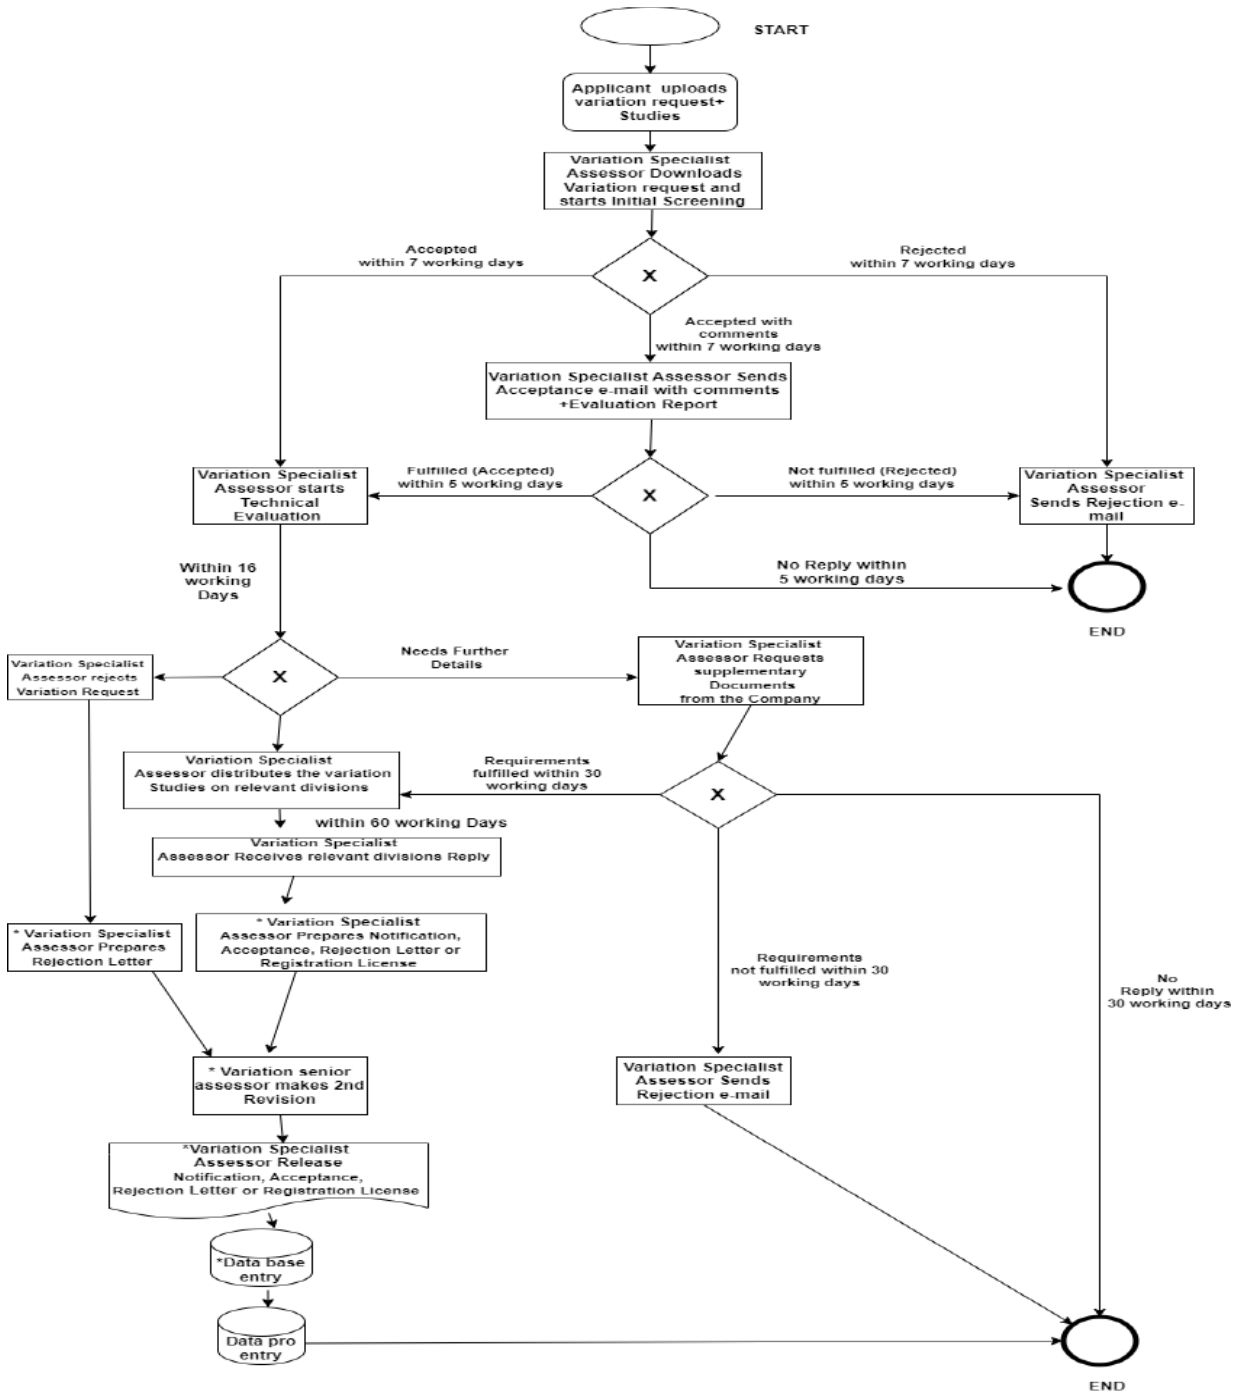 START
Applicant uploads
variation request+
Studies
Variation Specialist
Assessor Downloads
Variation request and
starts Initial Screening
Accepted
within 7 working days
X
Rejected
within 7 working days
Accepted with
comments
within 7 working days
Variation Specialist Assessor Sends
Acceptance e-mail with comments
+Evaluation Report
Variation Specialist
Assessor starts
Technical
Evaluation
Fulfilled (Accepted)
within 5 working days
X
Not fulfilled (Rejected)
within 5 working days
Variation Specialist
Assessor
Sends Rejection e-
mail
No Reply within
5 working days
END
Within 16
working
Days
Variation Specialist
Assessor rejects
Variation Request
X
Needs Further
Details
Variation Specialist
Assessor Requests
supplementary
Documents
from the Company
Variation Specialist
Assessor distributes the variation
Studies on relevant divisions
Requirements
fulfilled within 30
working days
X
within 60 working Days
Variation Specialist
Assessor Receives relevant divisions Reply
* Variation Specialist
Assessor Prepares
Rejection Letter
* Variation Specialist
Assessor Prepares Notification,
Acceptance, Rejection Letter or
Registration License
Requirements
not fulfilled within 30
working days
No
Reply within
30 working days
* Variation senior
assessor makes 2nd
Revision
Variation Specialist
Assessor Sends
Rejection e-mail
*Variation Specialist
Assessor Release
Notification, Acceptance,
Rejection Letter or Registration License
*Data base
entry
Data pro
entry
END